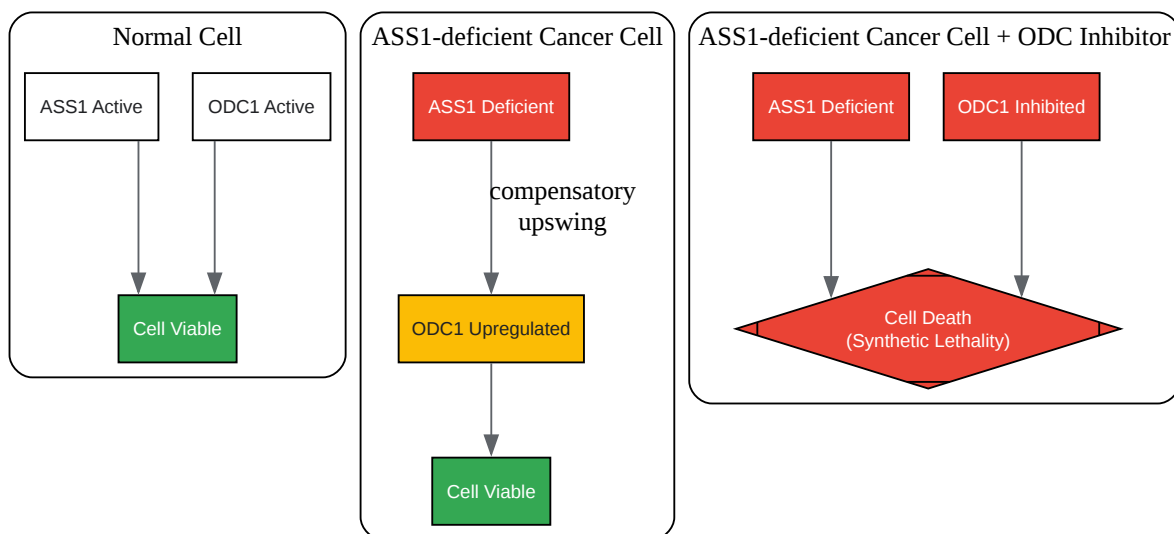 Normal Cell
ASS1 Active
ODC1 Active
Cell Viable
ASS1-deficient Cancer Cell
ASS1 Deficient
compensatory
upswing
ODC1 Upregulated
Cell Viable
ASS1-deficient Cancer Cell + ODC Inhibitor
ASS1 Deficient
ODC1 Inhibited
Cell Death
(Synthetic Lethality)